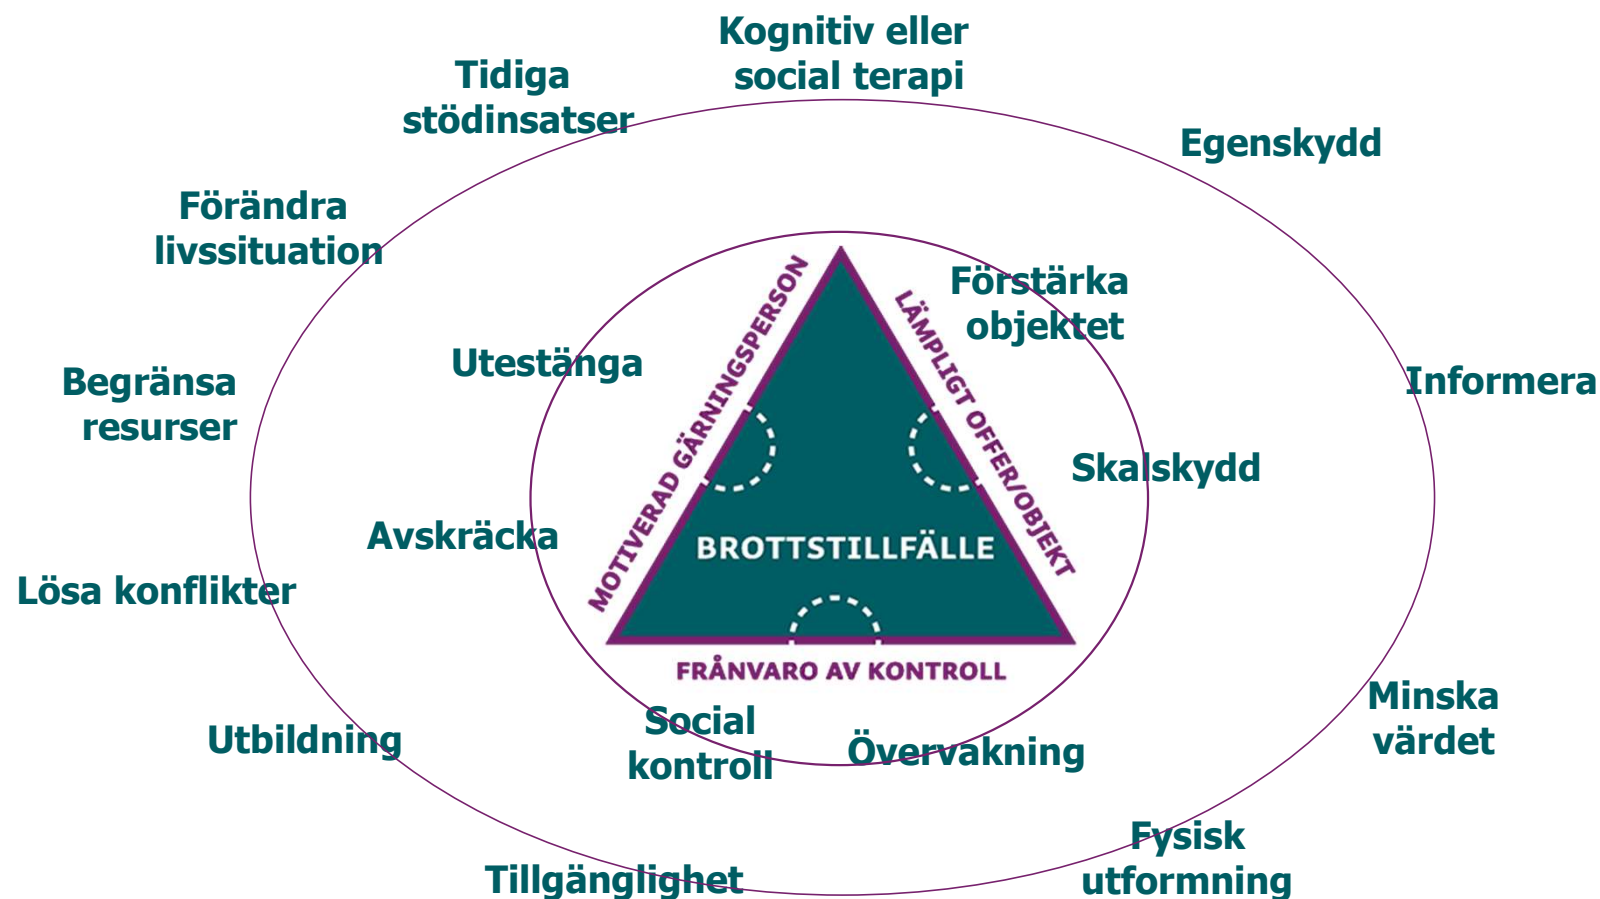 Kognitiv eller
social terapi
Tidiga
stödinsatser
Egenskydd
Förändra
livssituation
Förstärka
objektet
Utestänga
Begränsa
resurser
Informera
MOTIVERAD GÄRNINGSPERSON
LÄMPLIGT OFFER/OBJEKT
Skalskydd
Avskräcka
BROTTSTILLFÄLLE
Lösa konflikter
FRÅNVARO AV KONTROLL
Minska
värdet
Social
kontroll
Övervakning
Utbildning
Fysisk
utformning
Tillgänglighet